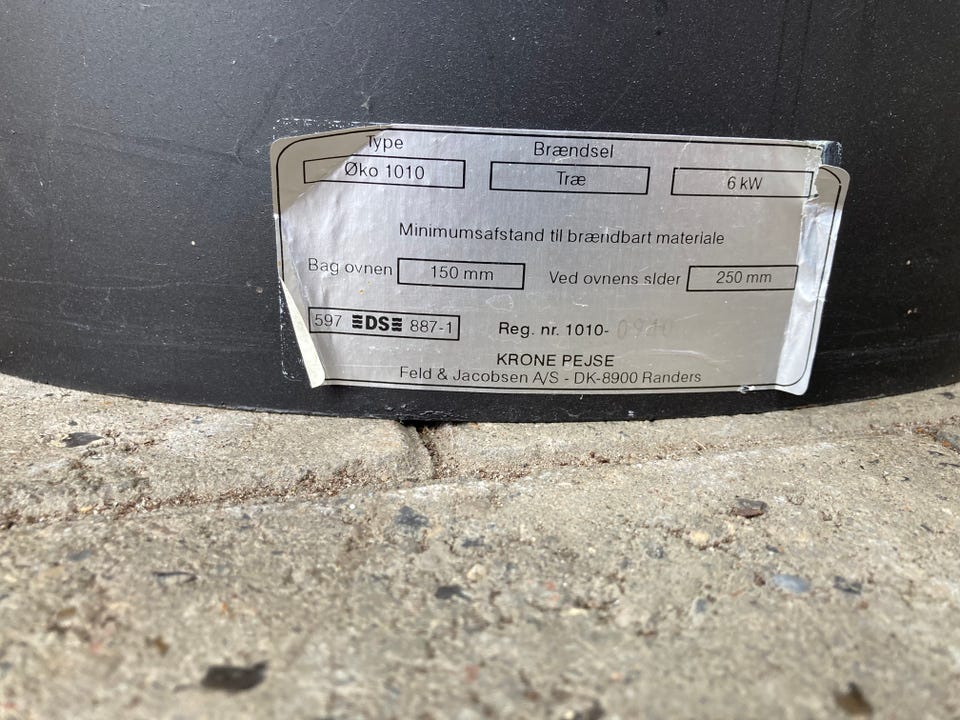 Type Brændsel
Øko 1010 Træ 6 kW
Minimumsafstand til brændbart materiale
Bag ovnen 150 mm Ved ovnens sider 250 mm
597 DS 887-1 Reg. nr. 1010-
KRONE PEJSE
Feld & Jacobsen A/S - DK-8900 Randers